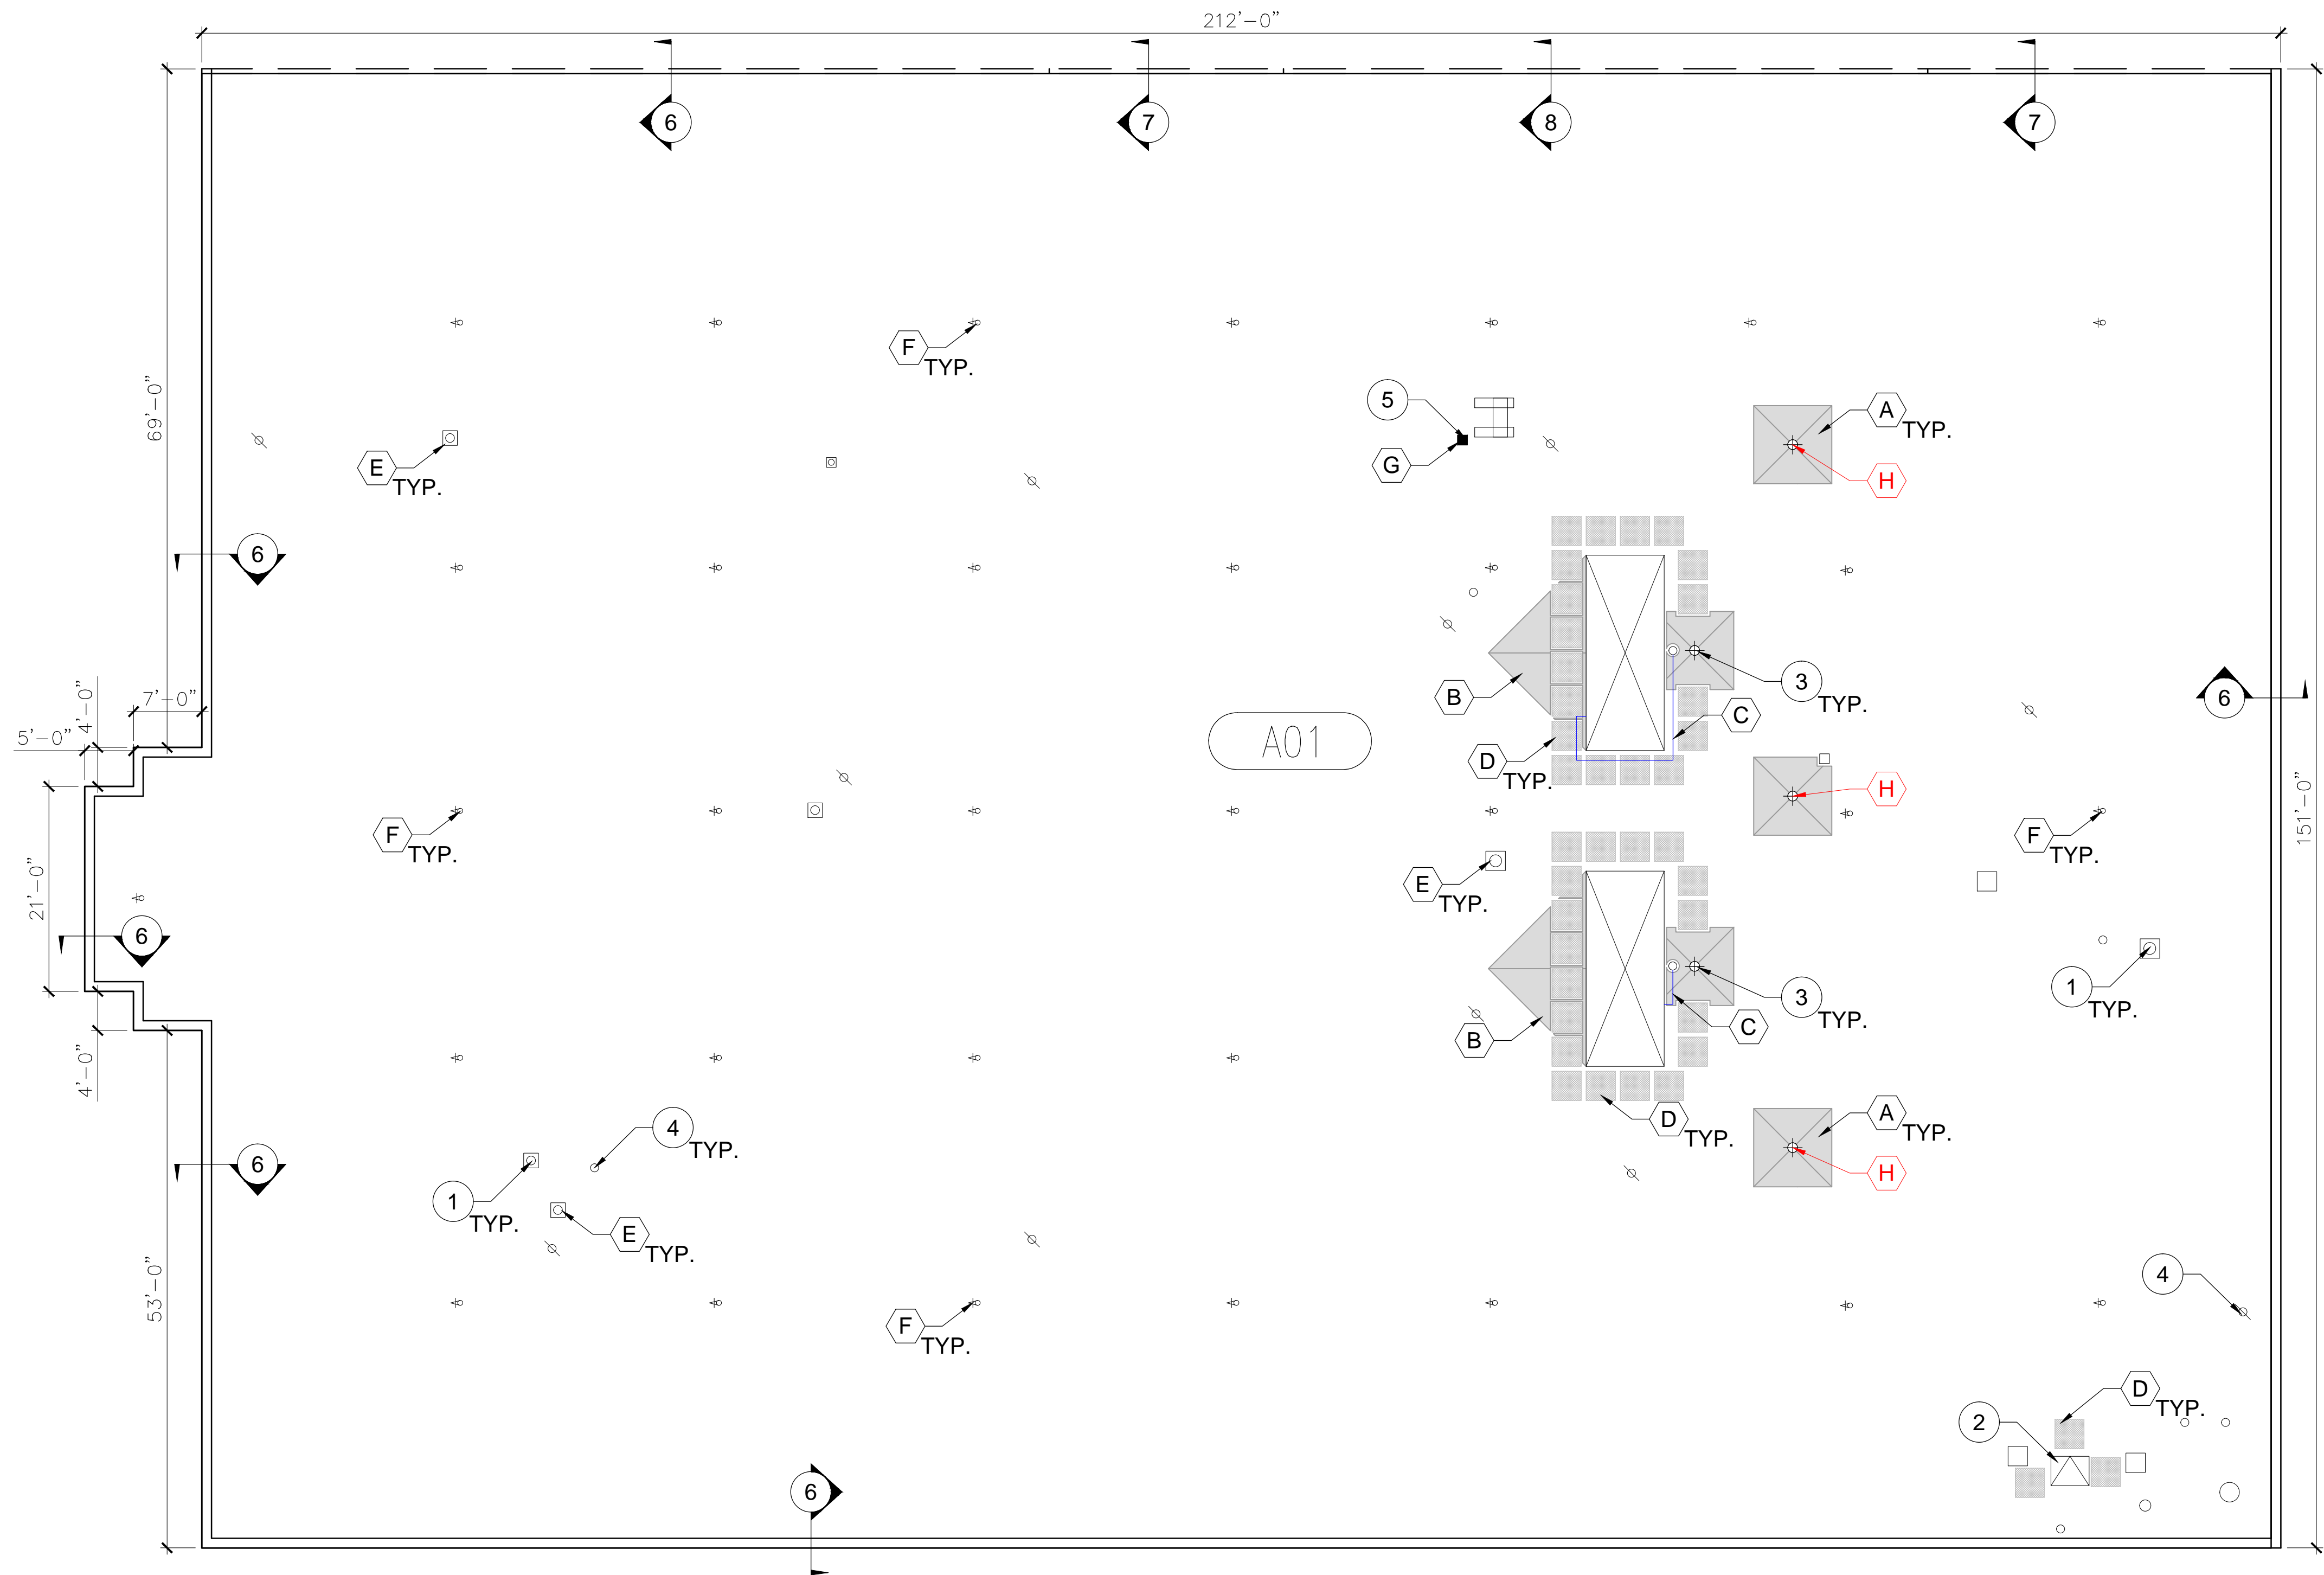 212'-0"
6
7
8
7
F
TYP.
69'-0"
5
A
TYP.
E
TYP.
G
H
6
B
3
TYP.
6
4'-0"
7'-0"
5'-0"
C
A01
D
TYP.
H
151'-0"
F
TYP.
F
TYP.
21'-0"
E
TYP.
6
1
TYP.
3
TYP.
B
C
4'-0"
4
TYP.
D
TYP.
A
TYP.
6
H
1
TYP.
E
TYP.
53'-0"
4
F
TYP.
D
TYP.
2
6